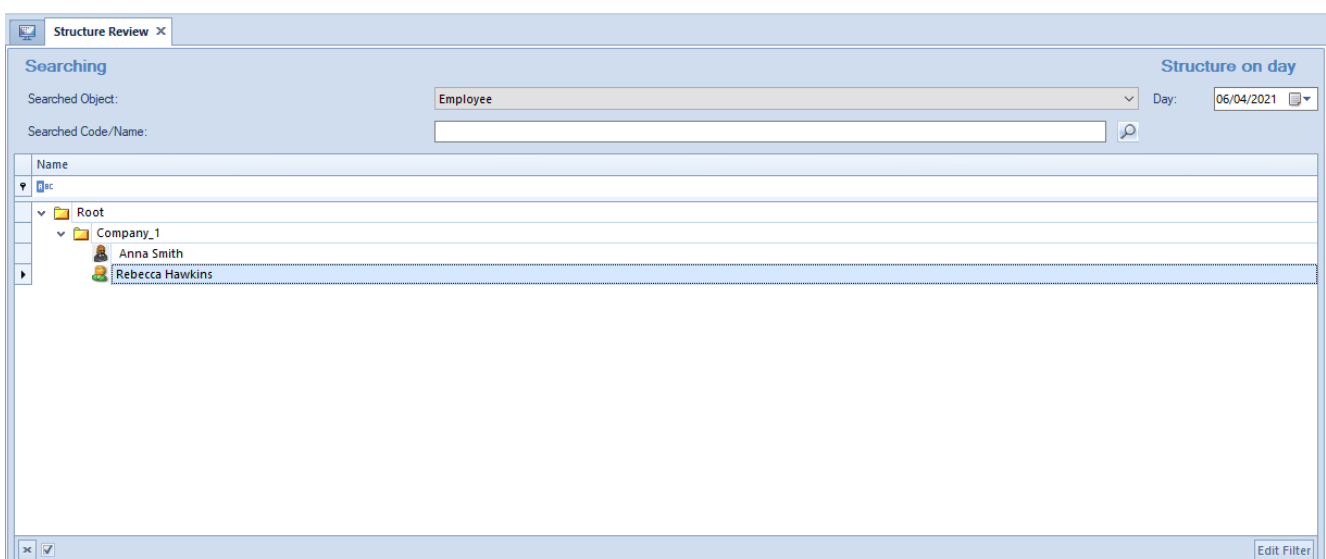 Structure Review
Searching
Structure on day
Searched Object:
Employee
Day:
06/04/2021
Searched Code/Name:
Name
ABC
Root
Company_1
Anna Smith
Rebecca Hawkins
Edit Filter